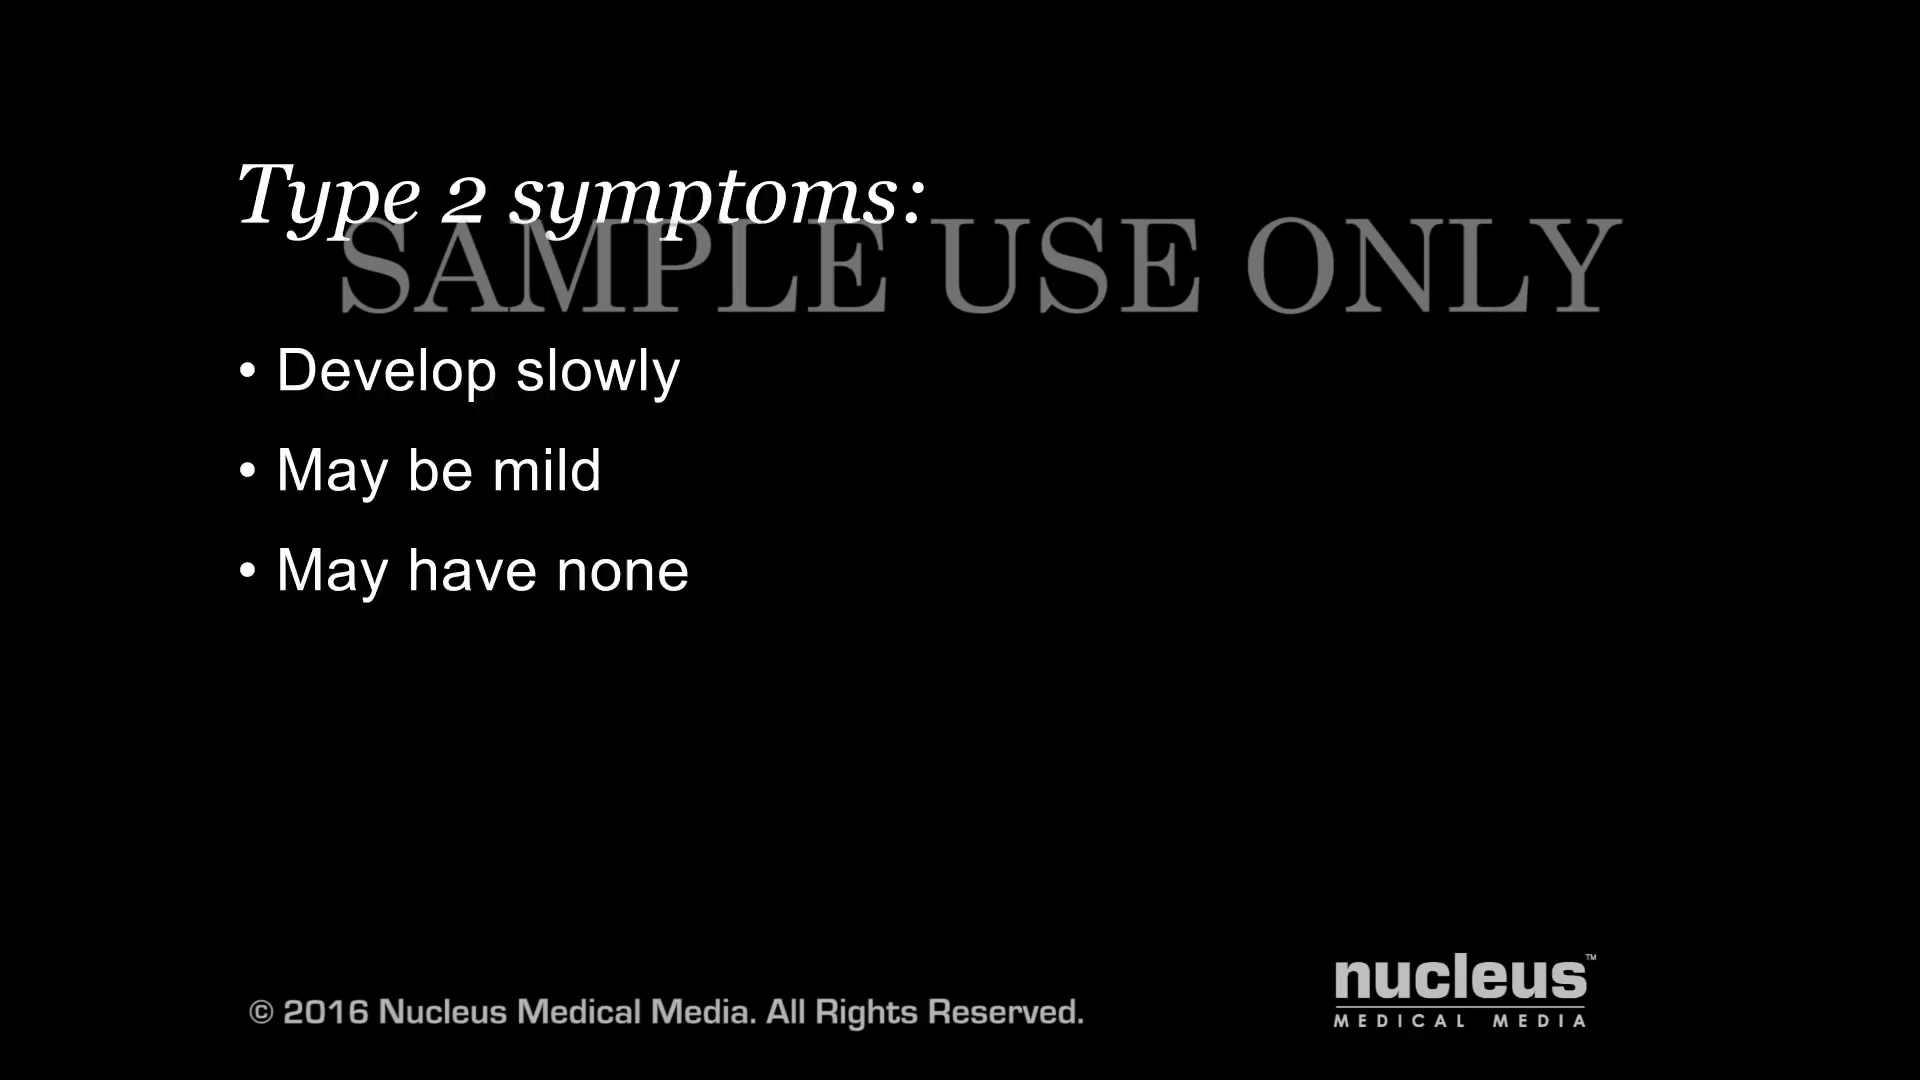 Type 2 symptoms:
SAMPLE USE ONLY
• Develop slowly
• May be mild
• May have none
© 2016 Nucleus Medical Media. All Rights Reserved.
nucleus™
MEDICAL MEDIA